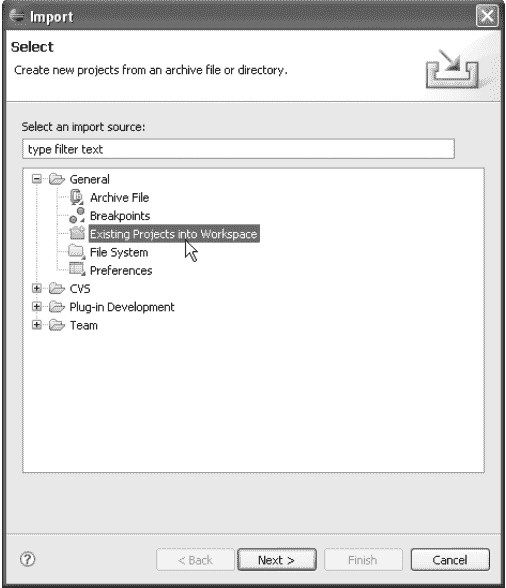 Import
Select
Create new projects from an archive file or directory.
Select an import source:
type filter text
General
Archive File
Breakpoints
Existing Projects into Workspace
File System
Preferences
CVS
Plug-in Development
Team
< Back Next > Finish Cancel